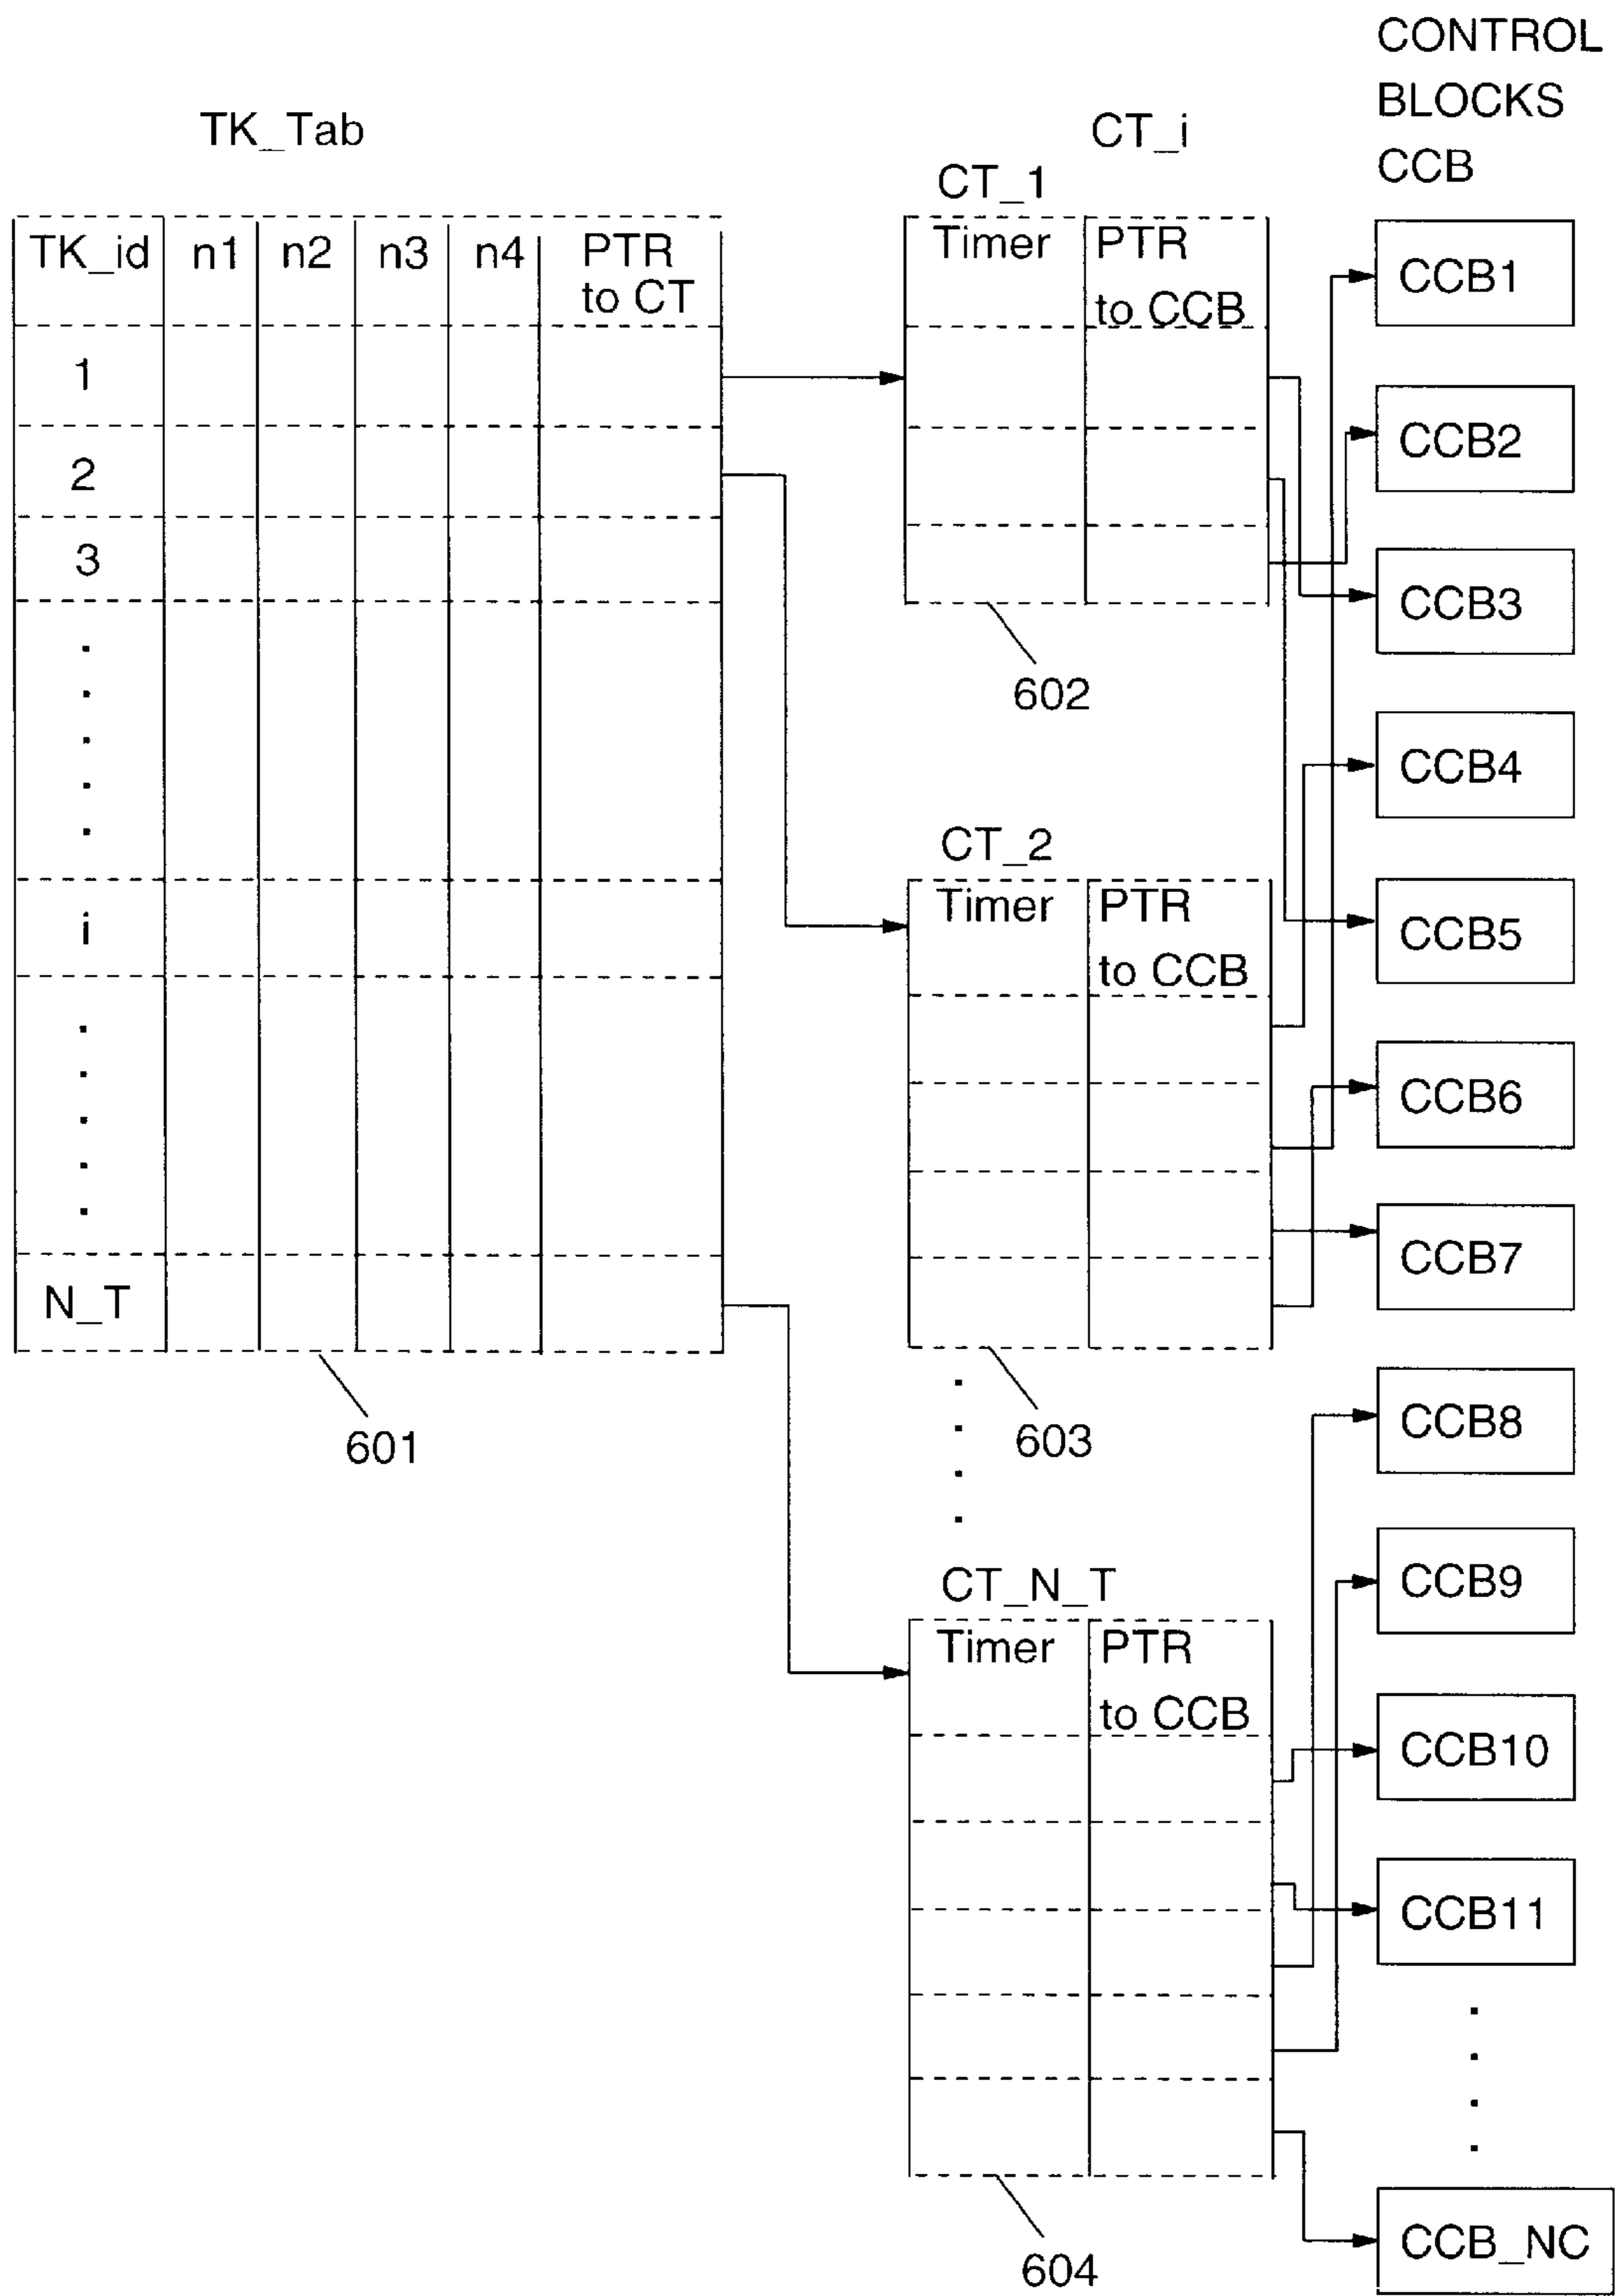 CONTROL
BLOCKS
CCB
TK_Tab
CT_i
CT_1
TK_id n1 n2 n3 n4 PTR
to CT
1
2
3
i
N_T
601
Timer PTR
to CCB
602
CT_2
Timer PTR
to CCB
603
CT_N_T
Timer PTR
to CCB
604
CCB1
CCB2
CCB3
CCB4
CCB5
CCB6
CCB7
CCB8
CCB9
CCB10
CCB11
CCB_NC